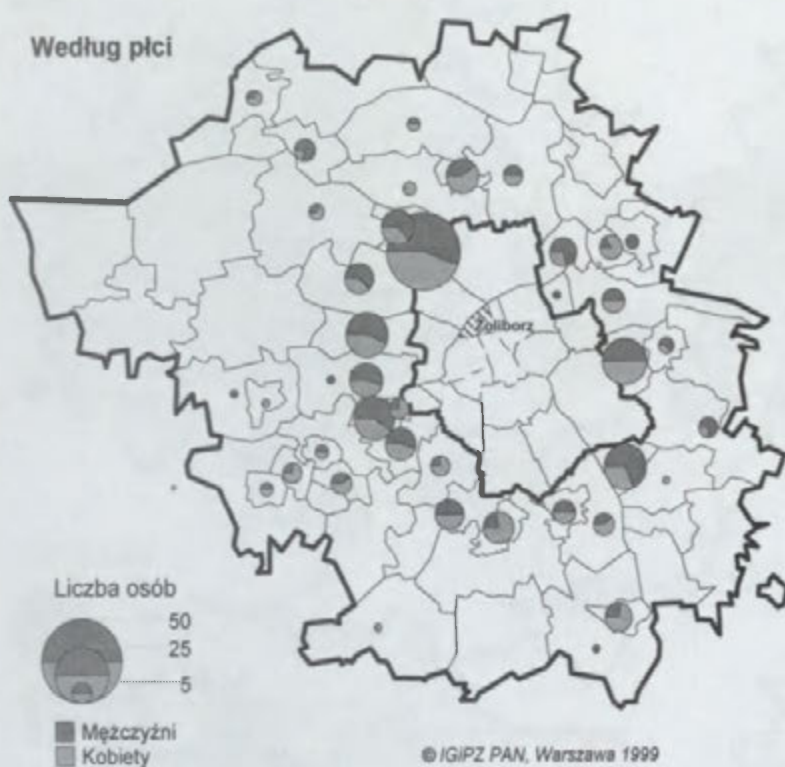 Według płci
Żoliborz
Liczba osób
50
25
5
Mężczyźni
Kobiety
© IGiPZ PAN, Warszawa 1999